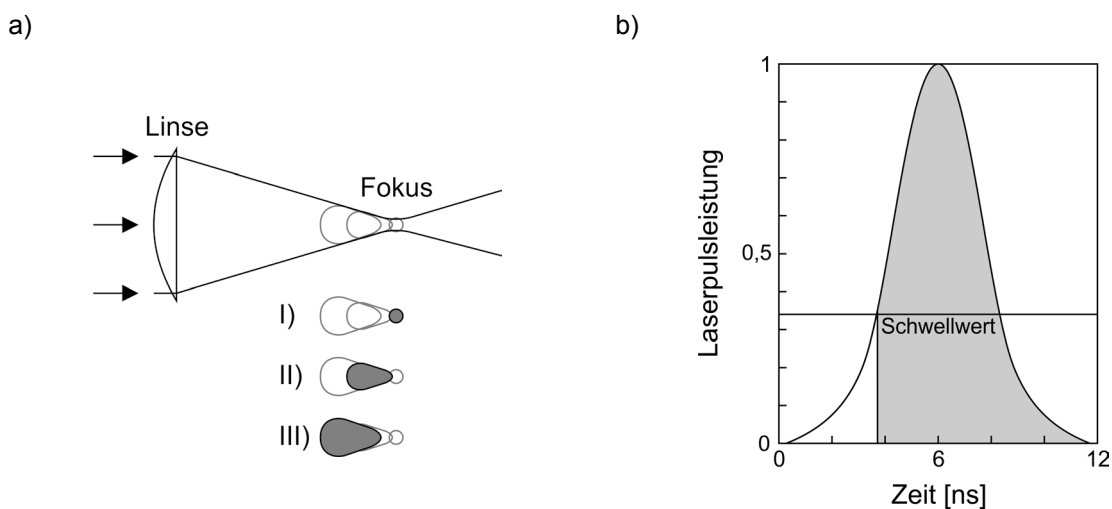 a)
Linse
Fokus
I)
II)
III)
b)
Laserpulsleistung
1
0,5
0
Schwellwert
0
6
12
Zeit [ns]